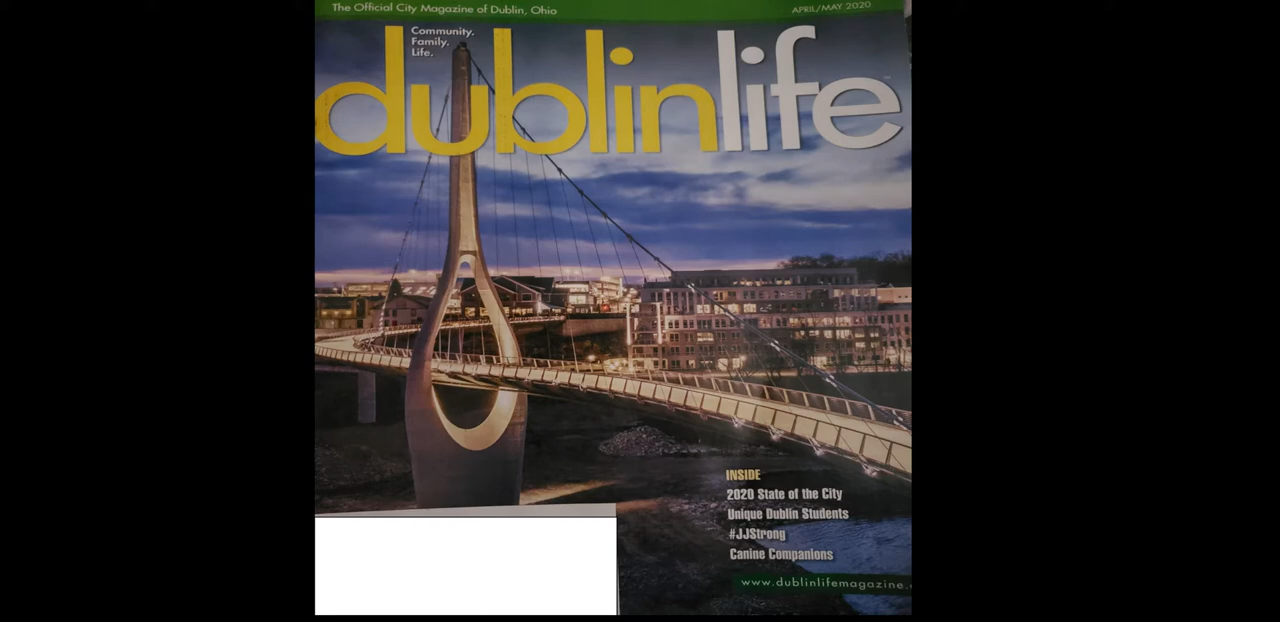 The Official City Magazine of Dublin, Ohio
APRIL/MAY 2020
Community.
Family.
Life.
dublinlife
INSIDE
2020 State of the City
Unique Dublin Students
#JJStrong
Canine Companions
www.dublinlifemagazine.